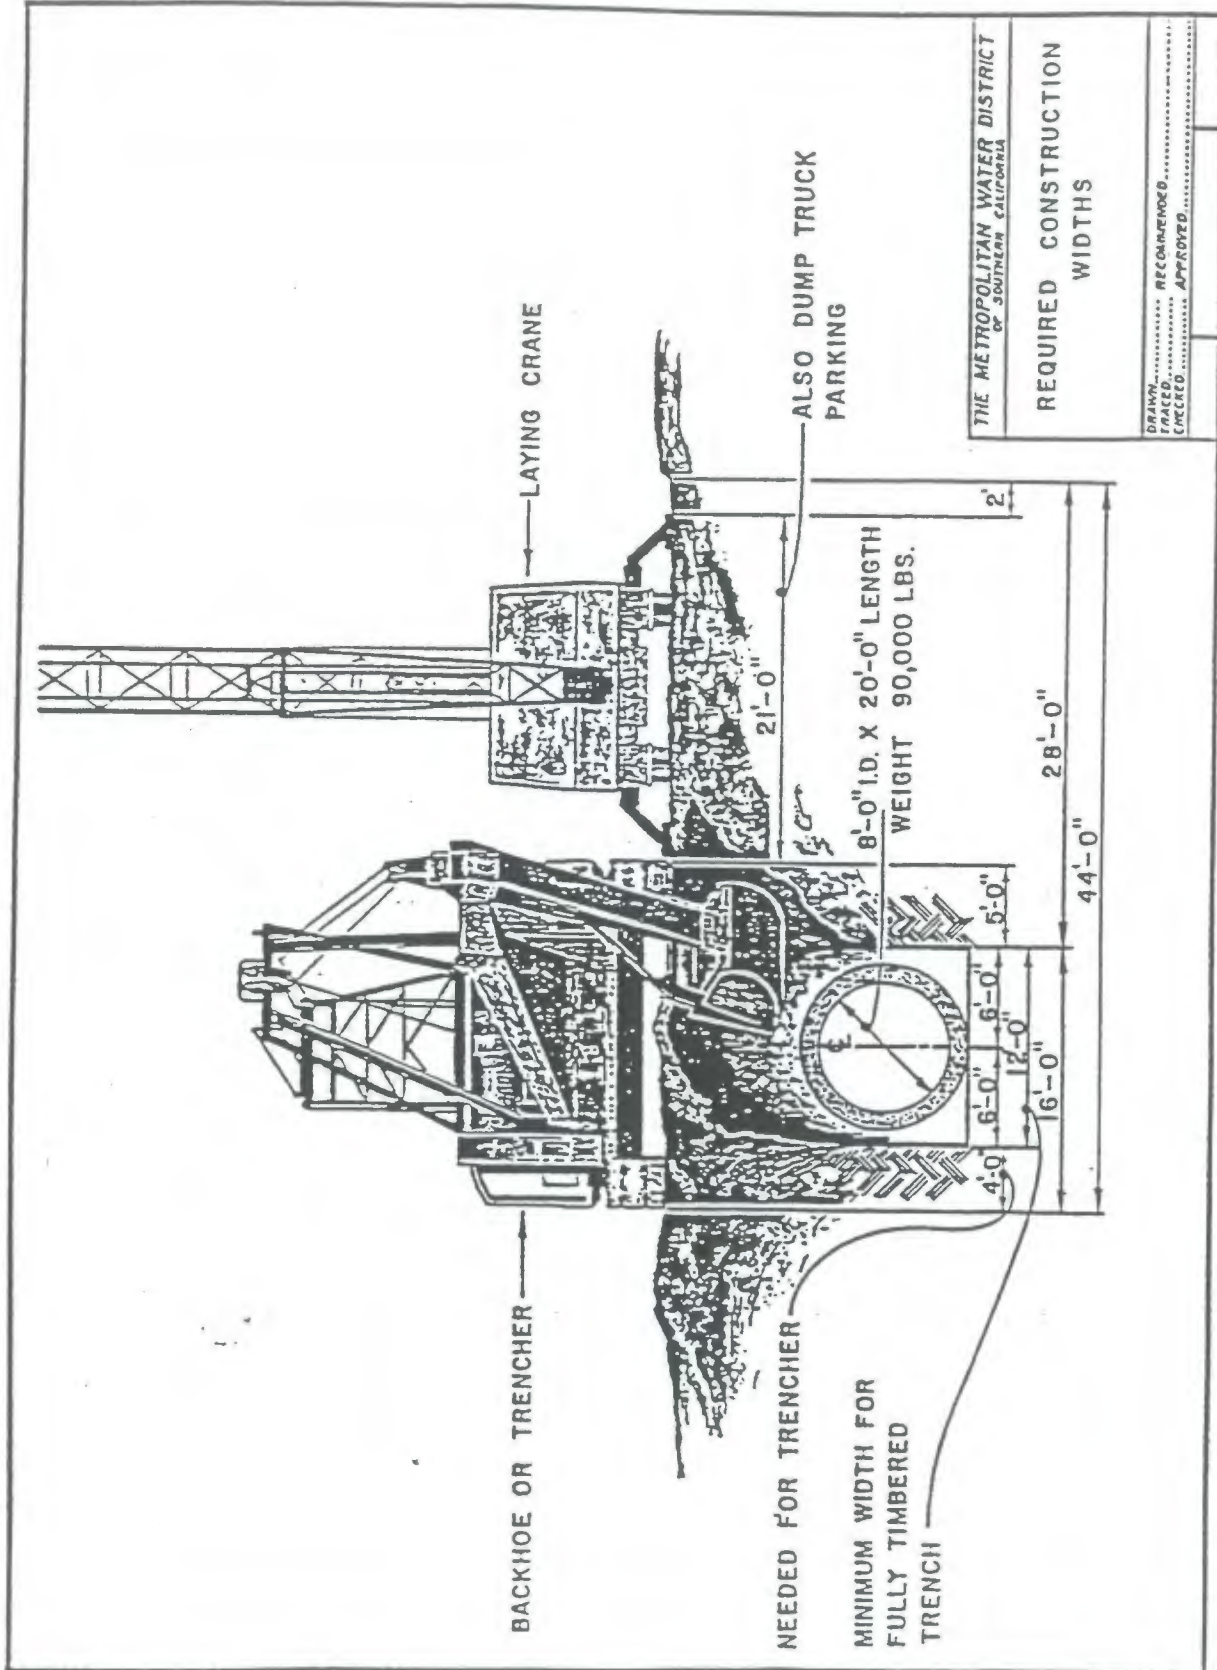 BACKHOE OR TRENCHER
LAYING CRANE
ALSO DUMP TRUCK
PARKING
21'-0"
8'-0" I.D. X 20'-0" LENGTH
WEIGHT 90,000 LBS.
2'
5'-0"
28'-0"
44'-0"
℄
6'-0"
6'-0"
12'-0"
16'-0"
4'-0
NEEDED FOR TRENCHER
MINIMUM WIDTH FOR
FULLY TIMBERED
TRENCH
THE METROPOLITAN WATER DISTRICT
OF SOUTHERN CALIFORNIA
REQUIRED CONSTRUCTION
WIDTHS
DRAWN............ RECOMMENDED............
TRACED............
CHECKED............ APPROVED............